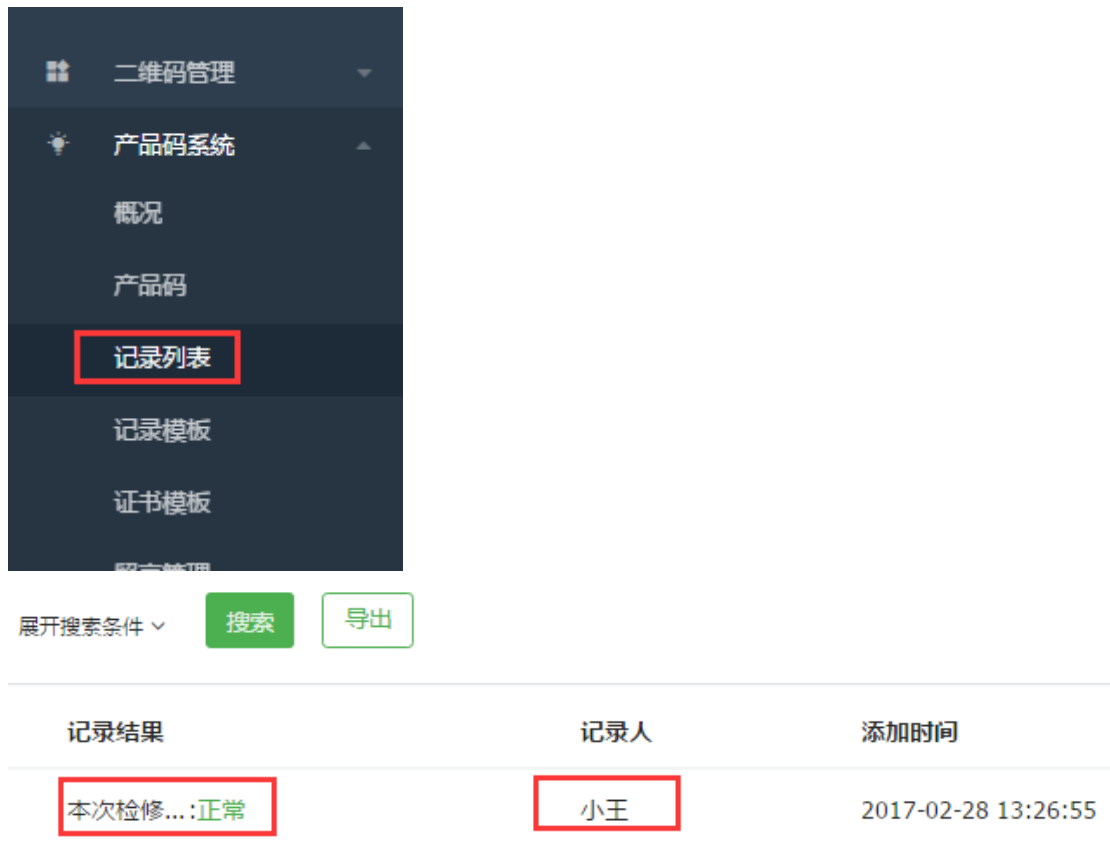 二维码管理
产品码系统
概况
产品码
记录列表
记录模板
证书模板
展开搜索条件 搜索 导出
记录结果 记录人 添加时间
本次检修...:正常 小王 2017-02-28 13:26:55